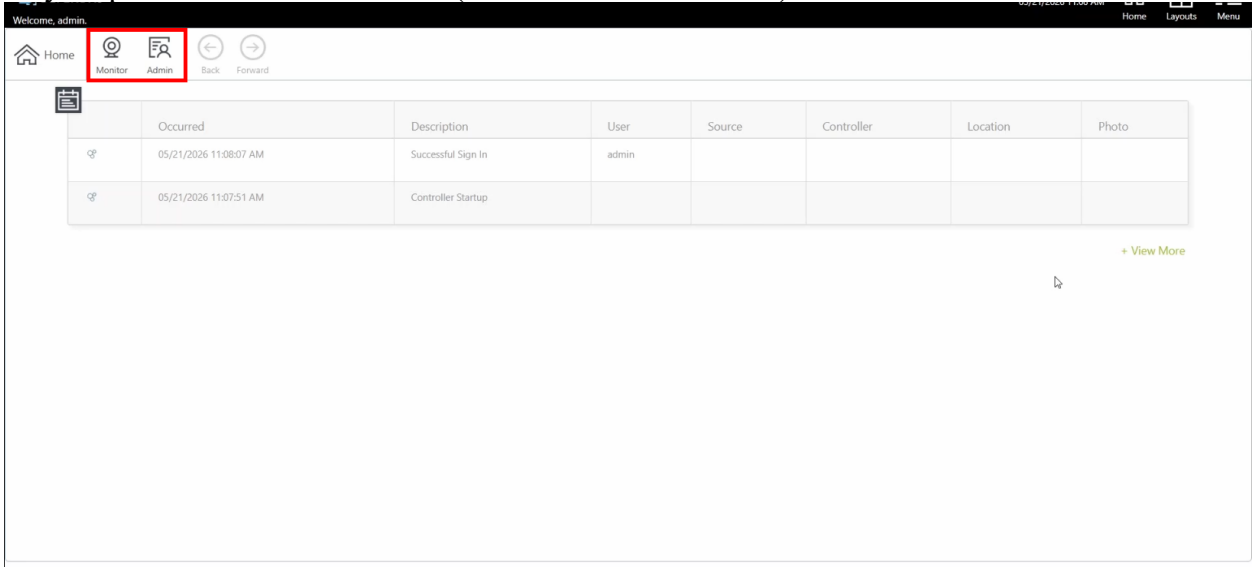 Welcome, admin.
Home Layouts Menu
Home
Monitor Admin Back Forward
Occurred Description User Source Controller Location Photo
05/21/2026 11:08:07 AM Successful Sign In admin
05/21/2026 11:07:51 AM Controller Startup
+ View More